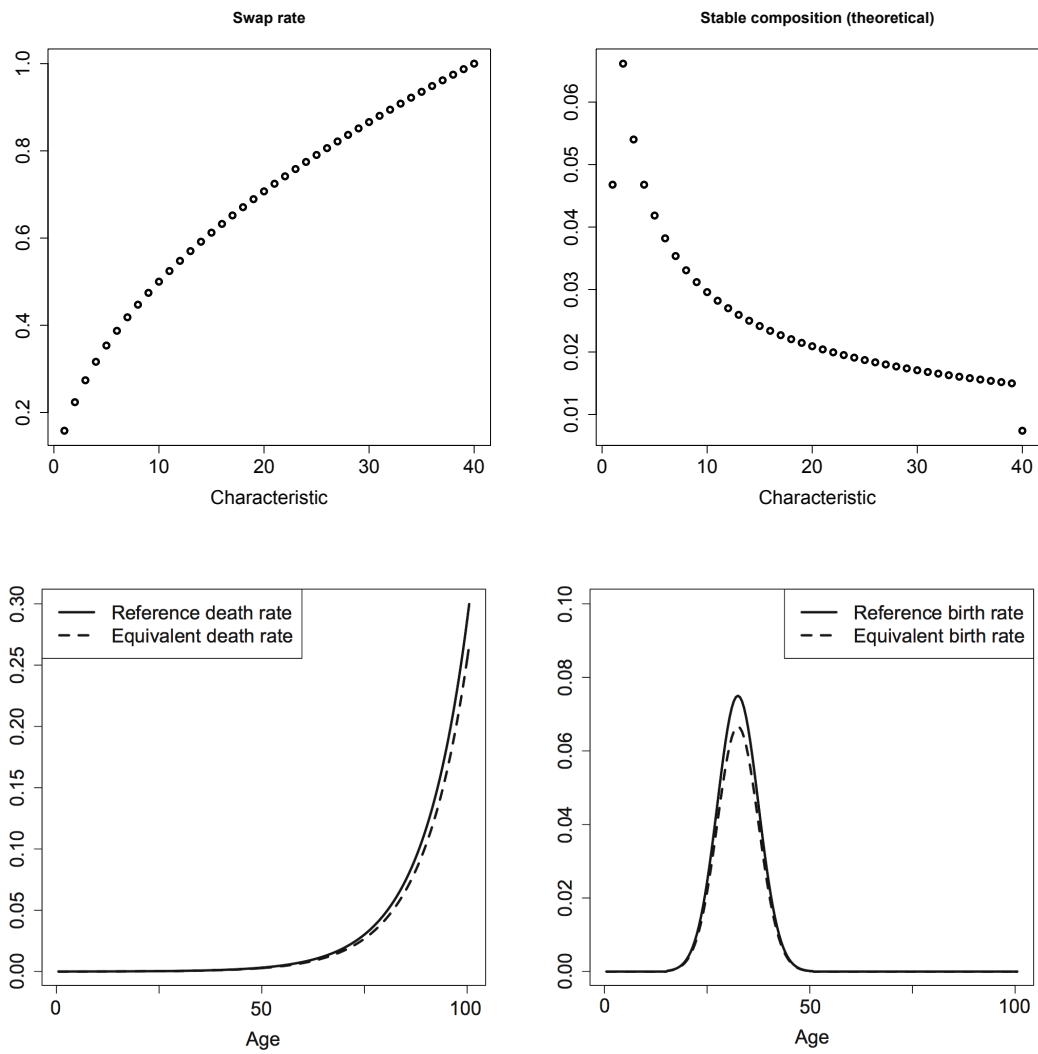 Swap rate
1.0
0.8
0.6
0.4
0.2
0 10 20 30 40
Characteristic
Stable composition (theoretical)
0.06
0.05
0.04
0.03
0.02
0.01
0 10 20 30 40
Characteristic
Reference death rate
Equivalent death rate
0.30
0.25
0.20
0.15
0.10
0.05
0.00
0 50 100
Age
Reference birth rate
Equivalent birth rate
0.10
0.08
0.06
0.04
0.02
0.00
0 50 100
Age